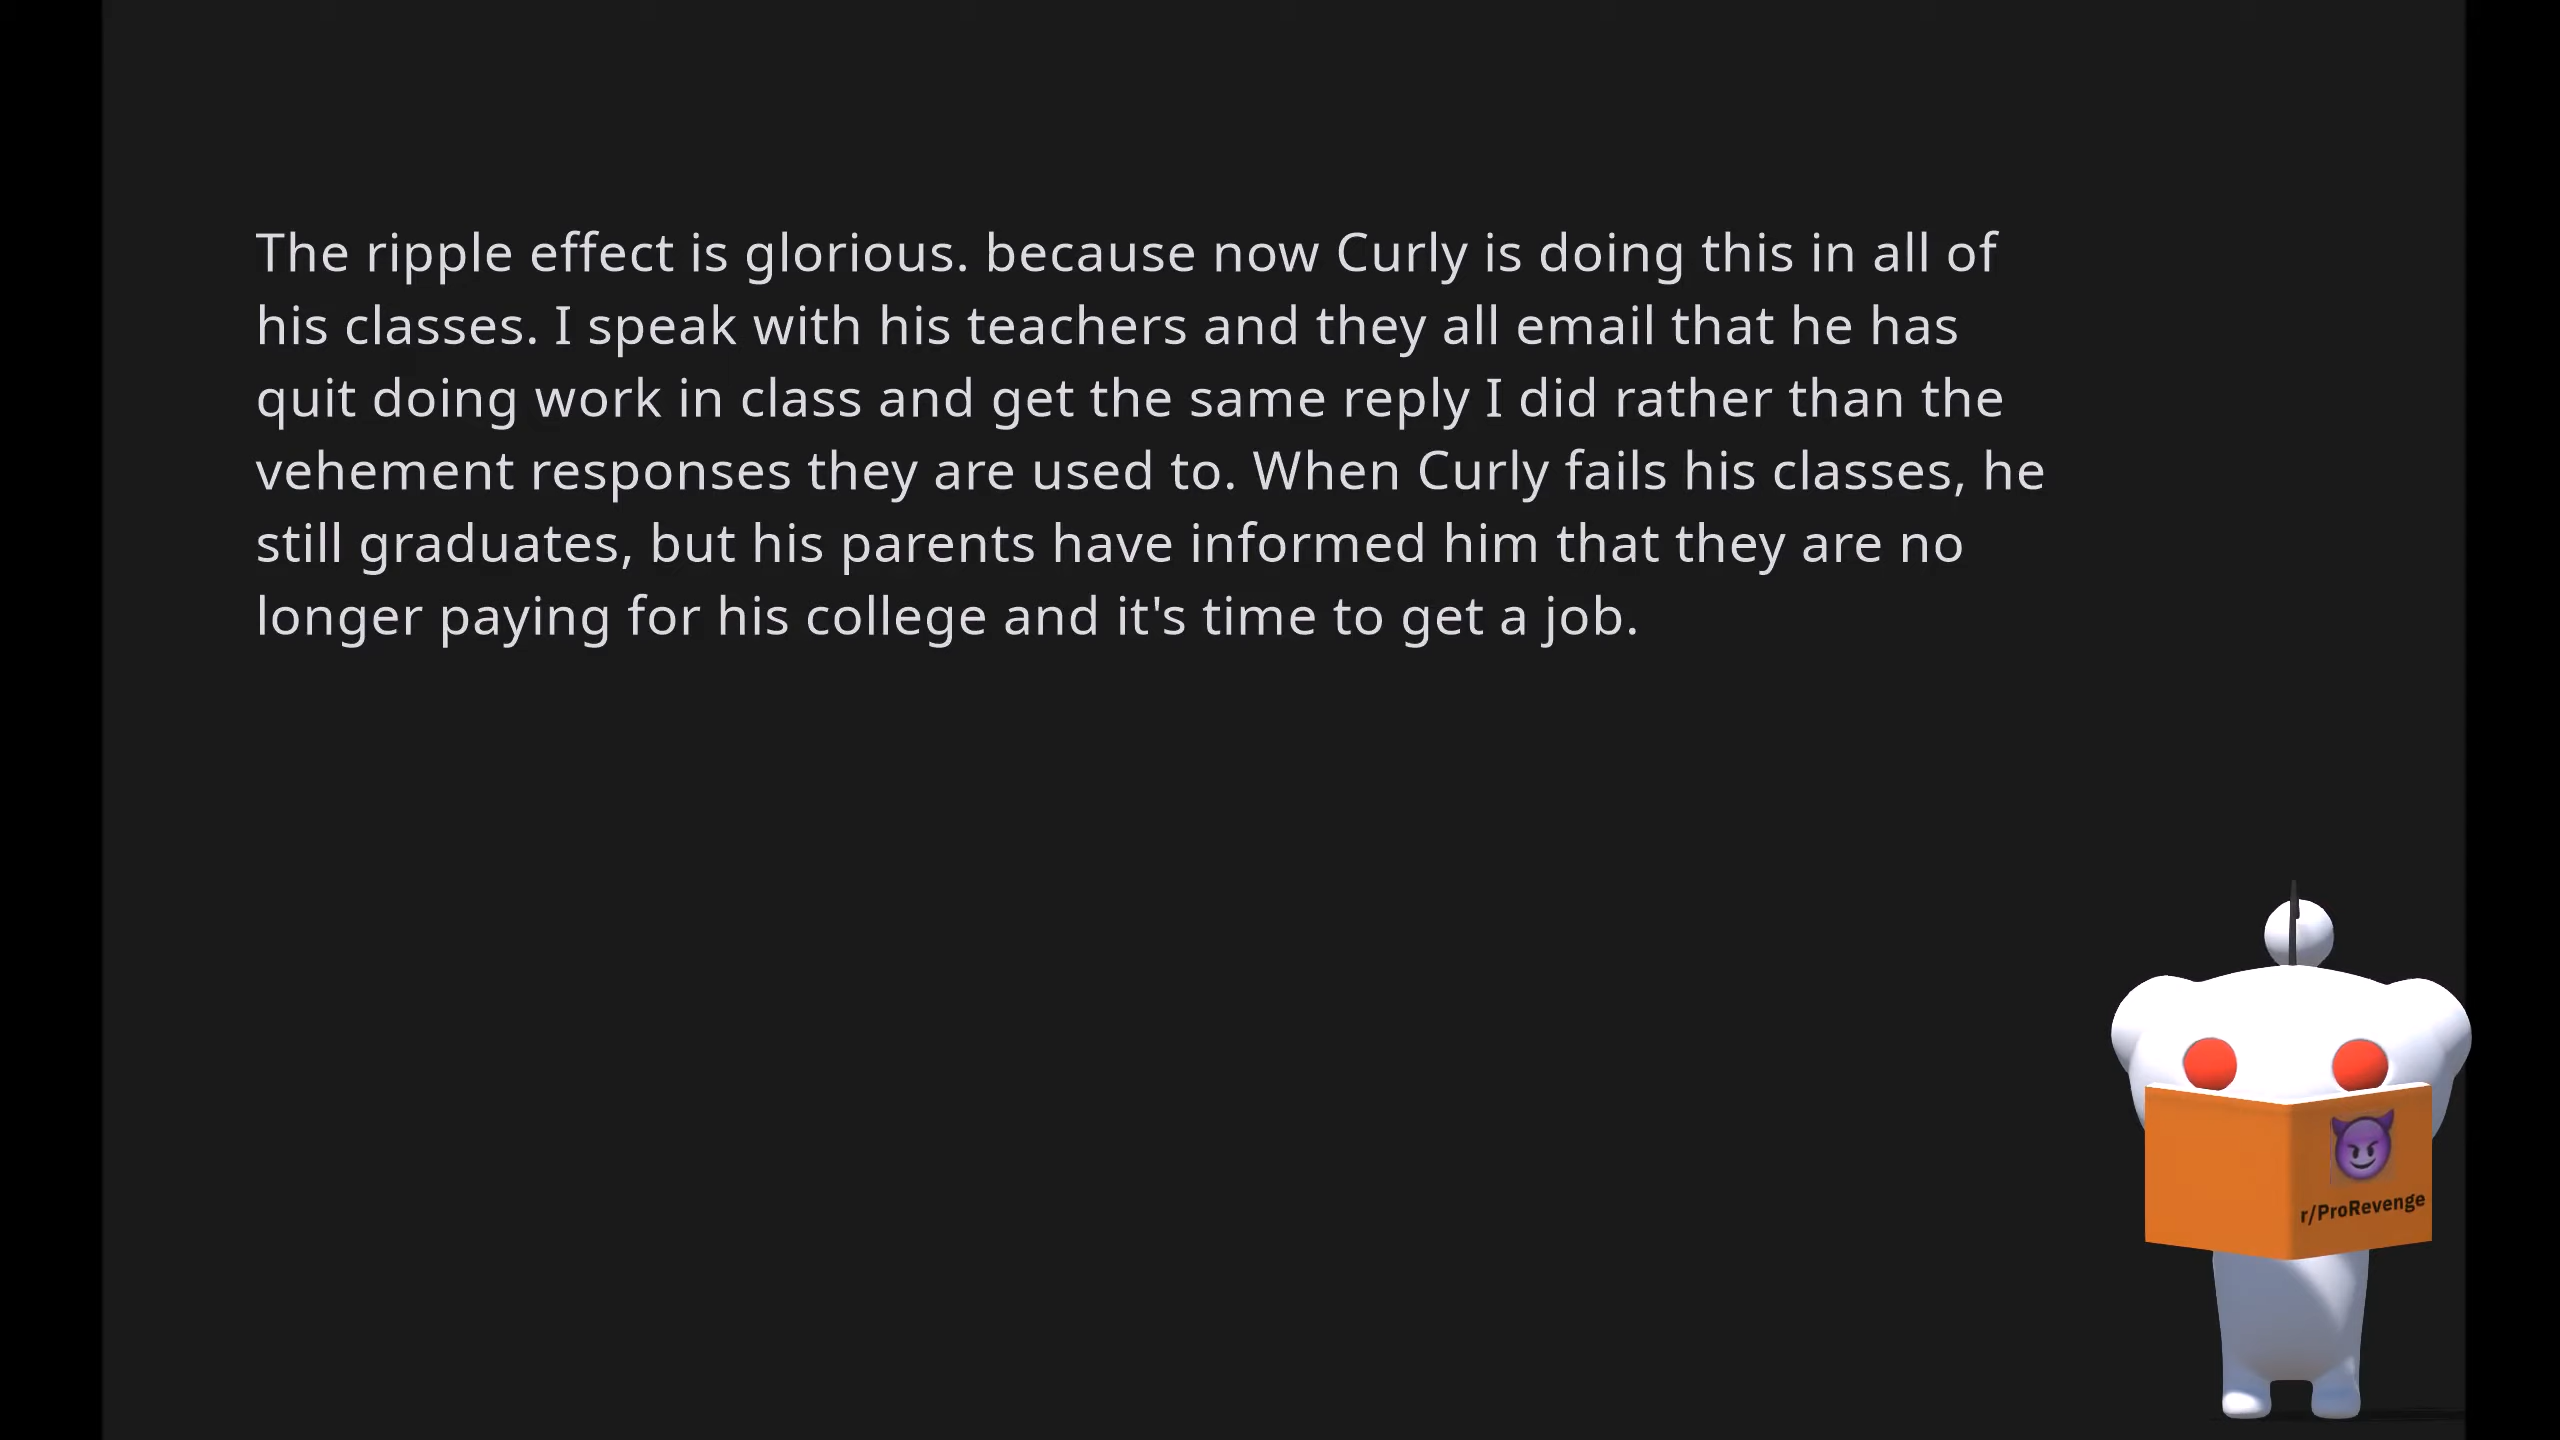 The ripple effect is glorious. because now Curly is doing this in all of
his classes. I speak with his teachers and they all email that he has
quit doing work in class and get the same reply I did rather than the
vehement responses they are used to. When Curly fails his classes, he
still graduates, but his parents have informed him that they are no
longer paying for his college and it's time to get a job.
r/ProRevenge